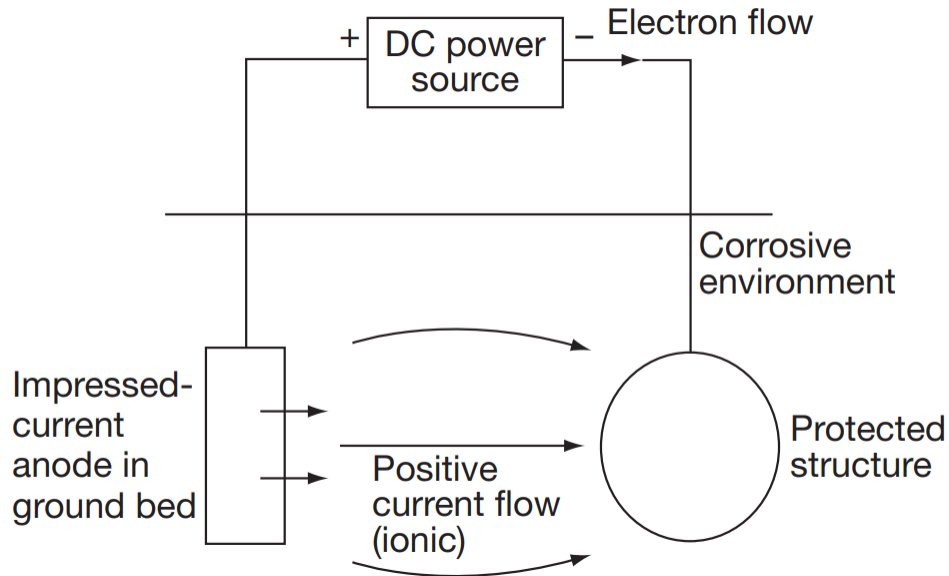 +
DC power
source
− Electron flow
Corrosive
environment
Impressed-
current
anode in
ground bed
Positive
current flow
(ionic)
Protected
structure